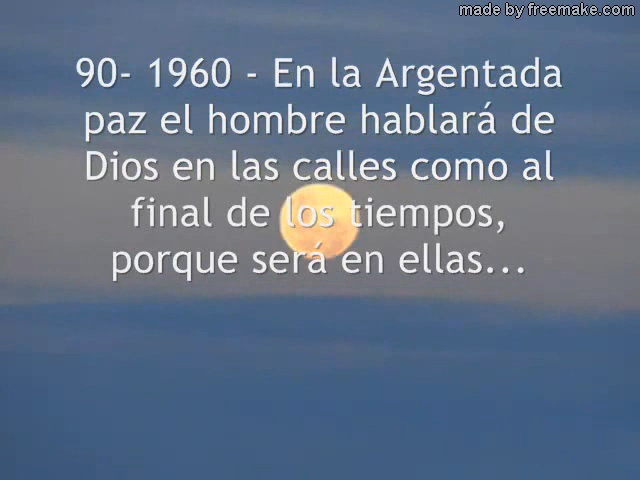 made by freemake.com
90- 1960 - En la Argentada
paz el hombre hablará de
Dios en las calles como al
final de los tiempos,
porque será en ellas...